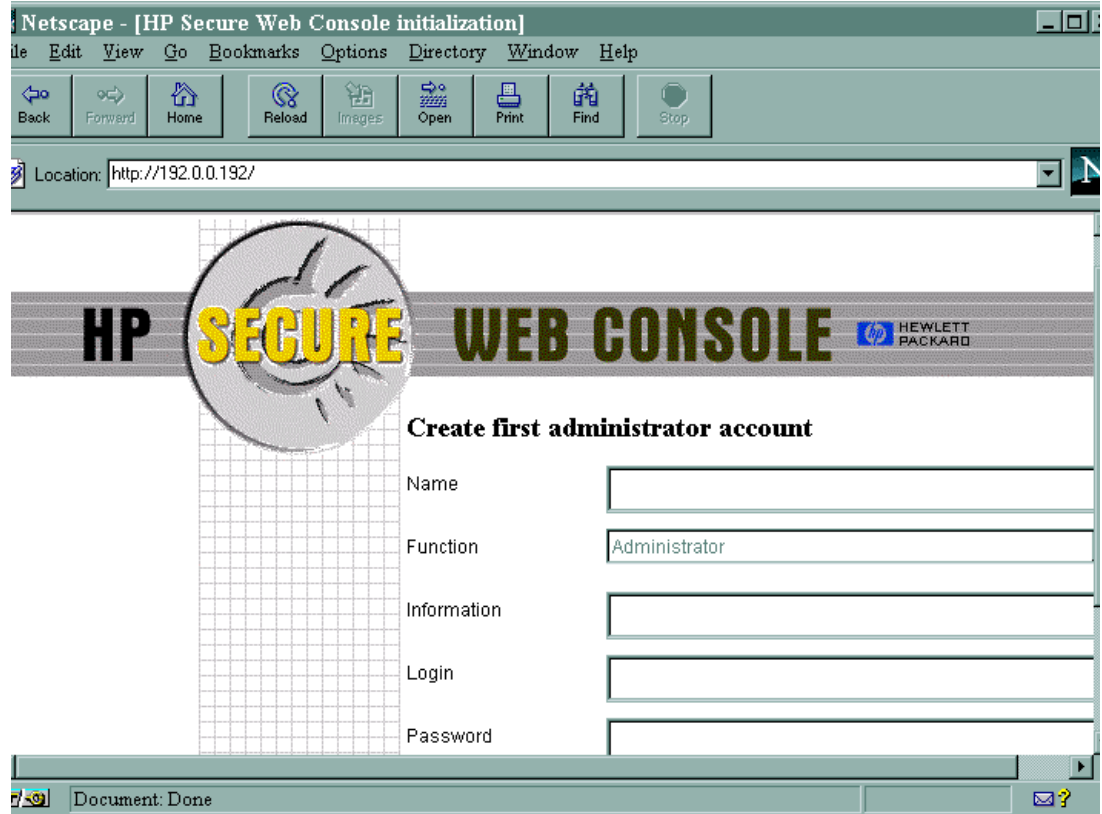 Netscape - [HP Secure Web Console initialization]
ile Edit View Go Bookmarks Options Directory Window Help
Back Forward Home Reload Images Open Print Find Stop
Location: http://192.0.0.192/ N
HP SECURE WEB CONSOLE hp HEWLETT
PACKARD
Create first administrator account
Name
Function Administrator
Information
Login
Password
Document: Done